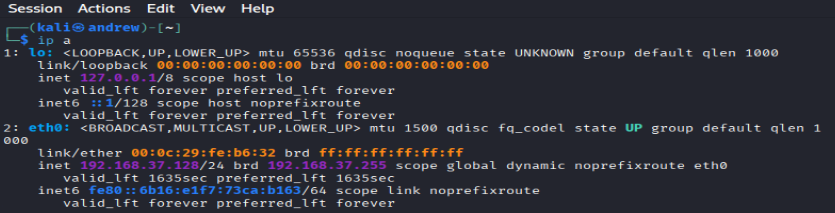 Session Actions Edit View Help
┌──(kali㉿andrew)-[~]
└─$ ip a
1: lo: <LOOPBACK,UP,LOWER_UP> mtu 65536 qdisc noqueue state UNKNOWN group default qlen 1000
    link/loopback 00:00:00:00:00:00 brd 00:00:00:00:00:00
    inet 127.0.0.1/8 scope host lo
       valid_lft forever preferred_lft forever
    inet6 ::1/128 scope host noprefixroute
       valid_lft forever preferred_lft forever
2: eth0: <BROADCAST,MULTICAST,UP,LOWER_UP> mtu 1500 qdisc fq_codel state UP group default qlen 1
000
    link/ether 00:0c:29:fe:b6:32 brd ff:ff:ff:ff:ff:ff
    inet 192.168.37.128/24 brd 192.168.37.255 scope global dynamic noprefixroute eth0
       valid_lft 1635sec preferred_lft 1635sec
    inet6 fe80::6b16:e1f7:73ca:b163/64 scope link noprefixroute
       valid_lft forever preferred_lft forever